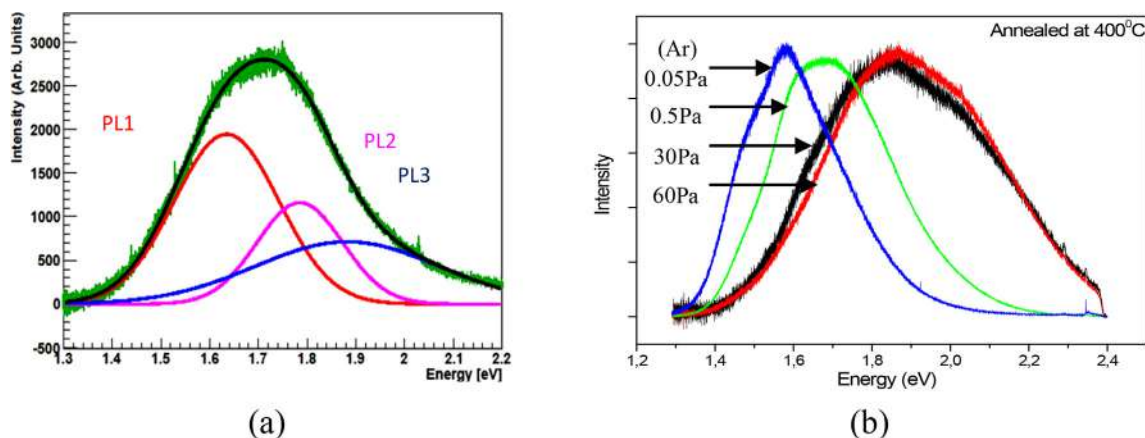 Intensity (Arb. Units)
3000
2500
2000
1500
1000
500
0
-500
PL1
PL2
PL3
1.3 1.4 1.5 1.6 1.7 1.8 1.9 2 2.1 2.2
Energy [eV]
(a)
Annealed at 400⁰C
(Ar)
0.05Pa
0.5Pa
30Pa
60Pa
Intensity
1,2 1,4 1,6 1,8 2,0 2,2 2,4
Energy (eV)
(b)